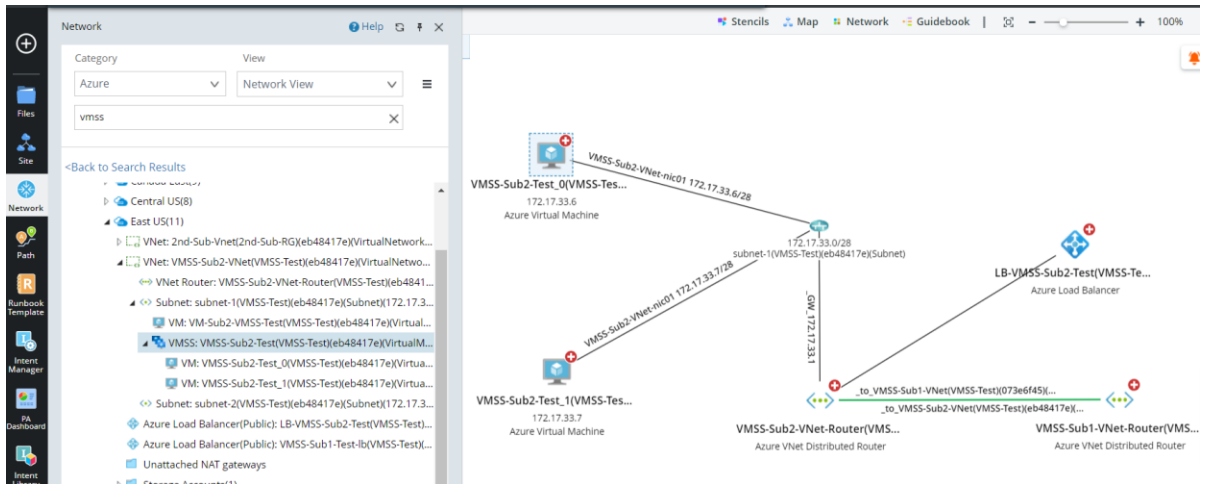 Network
Help
Category
View
Azure
Network View
vmss
<Back to Search Results
Central US(8)
East US(11)
VNet: 2nd-Sub-Vnet(2nd-Sub-RG)(eb48417e)(VirtualNetwork...
VNet: VMSS-Sub2-VNet(VMSS-Test)(eb48417e)(VirtualNetwo...
VNet Router: VMSS-Sub2-VNet-Router(VMSS-Test)(eb4841...
Subnet: subnet-1(VMSS-Test)(eb48417e)(Subnet)(172.17.3...
VM: VM-Sub2-VMSS-Test(VMSS-Test)(eb48417e)(Virtual...
VMSS: VMSS-Sub2-Test(VMSS-Test)(eb48417e)(VirtualM...
VM: VMSS-Sub2-Test_0(VMSS-Test)(eb48417e)(Virtua...
VM: VMSS-Sub2-Test_1(VMSS-Test)(eb48417e)(Virtua...
Subnet: subnet-2(VMSS-Test)(eb48417e)(Subnet)(172.17.3...
Azure Load Balancer(Public): LB-VMSS-Sub2-Test(VMSS-Test)...
Azure Load Balancer(Public): VMSS-Sub1-Test-lb(VMSS-Test)(...
Unattached NAT gateways
Storage Accounts(1)
Files
Site
Network
Path
Runbook
Template
Intent
Manager
PA
Dashboard
Intent
Stencils
Map
Network
Guidebook
100%
VMSS-Sub2-Test_0(VMSS-Tes...
172.17.33.6
Azure Virtual Machine
VMSS-Sub2-VNet-nic01 172.17.33.6/28
172.17.33.0/28
subnet-1(VMSS-Test)(eb48417e)(Subnet)
LB-VMSS-Sub2-Test(VMSS-Te...
Azure Load Balancer
VMSS-Sub2-VNet-nic01 172.17.33.7/28
_GW_172.17.33.1
VMSS-Sub2-Test_1(VMSS-Tes...
172.17.33.7
Azure Virtual Machine
_to_VMSS-Sub1-VNet(VMSS-Test)(073e6f45)(...
_to_VMSS-Sub2-VNet(VMSS-Test)(eb48417e)(...
VMSS-Sub2-VNet-Router(VMS...
Azure VNet Distributed Router
VMSS-Sub1-VNet-Router(VMS...
Azure VNet Distributed Router